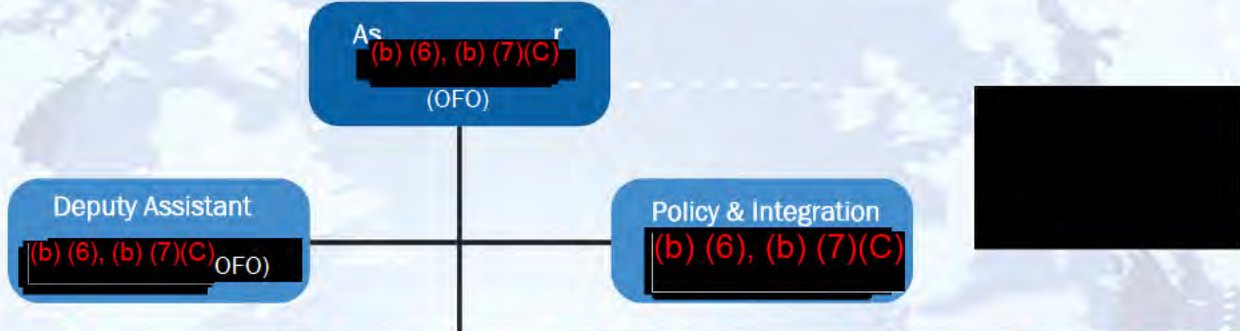 As r
(b) (6), (b) (7)(C)
(OFO)
Deputy Assistant
(b) (6), (b) (7)(C) OFO)
Policy & Integration
(b) (6), (b) (7)(C)